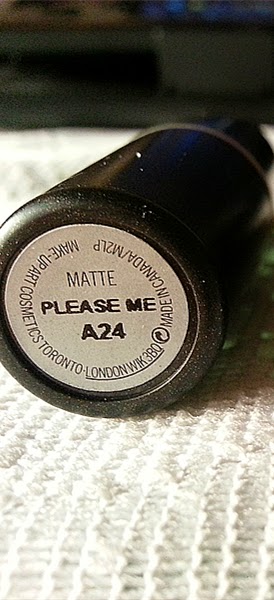 MATTE
PLEASE ME
A24
MAKE-UP ART COSMETICS TORONTO·LONDON W1K 3BQ
MADE IN CANADA/M2LP